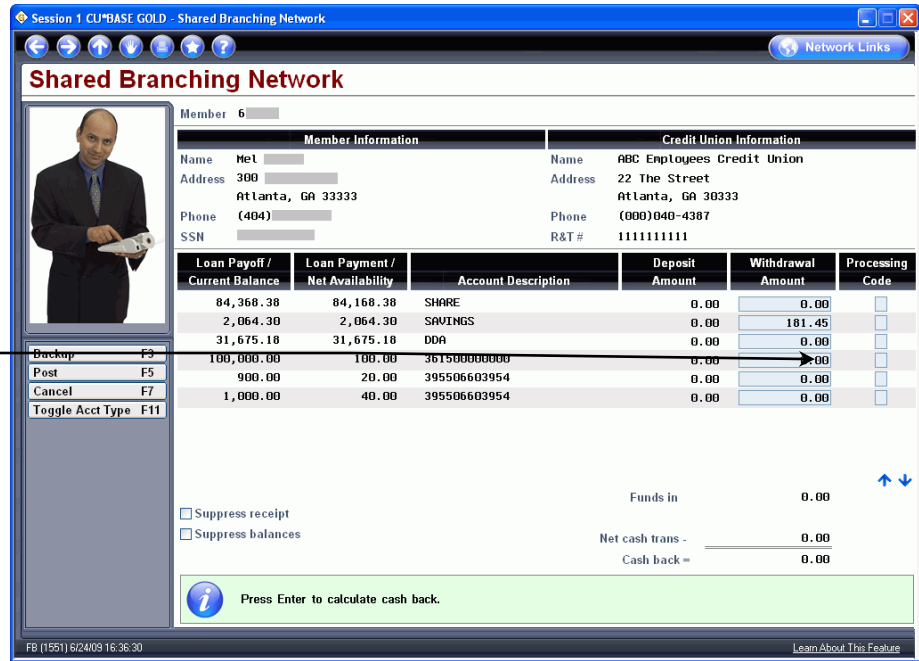 Session 1 CU*BASE GOLD - Shared Branching Network
Network Links
Shared Branching Network
Member 6
Member Information Credit Union Information
Name Mel Name ABC Employees Credit Union
Address 300 Address 22 The Street
Atlanta, GA 33333 Atlanta, GA 30333
Phone (404) Phone (000)040-4387
SSN R&T # 1111111111
Loan Payoff / Loan Payment / Deposit Withdrawal Processing
Current Balance Net Availability Account Description Amount Amount Code
84,368.38 84,168.38 SHARE 0.00 0.00
2,064.30 2,064.30 SAVINGS 0.00 181.45
31,675.18 31,675.18 DDA 0.00 0.00
100,000.00 100.00 361500000000 0.00 0.00
900.00 20.00 395506603954 0.00 0.00
1,000.00 40.00 395506603954 0.00 0.00
Backup F3
Post F5
Cancel F7
Toggle Acct Type F11
Funds in 0.00
Suppress receipt
Suppress balances
Net cash trans - 0.00
Cash back = 0.00
Press Enter to calculate cash back.
FB (1551) 6/24/09 16:36:30 Learn About This Feature